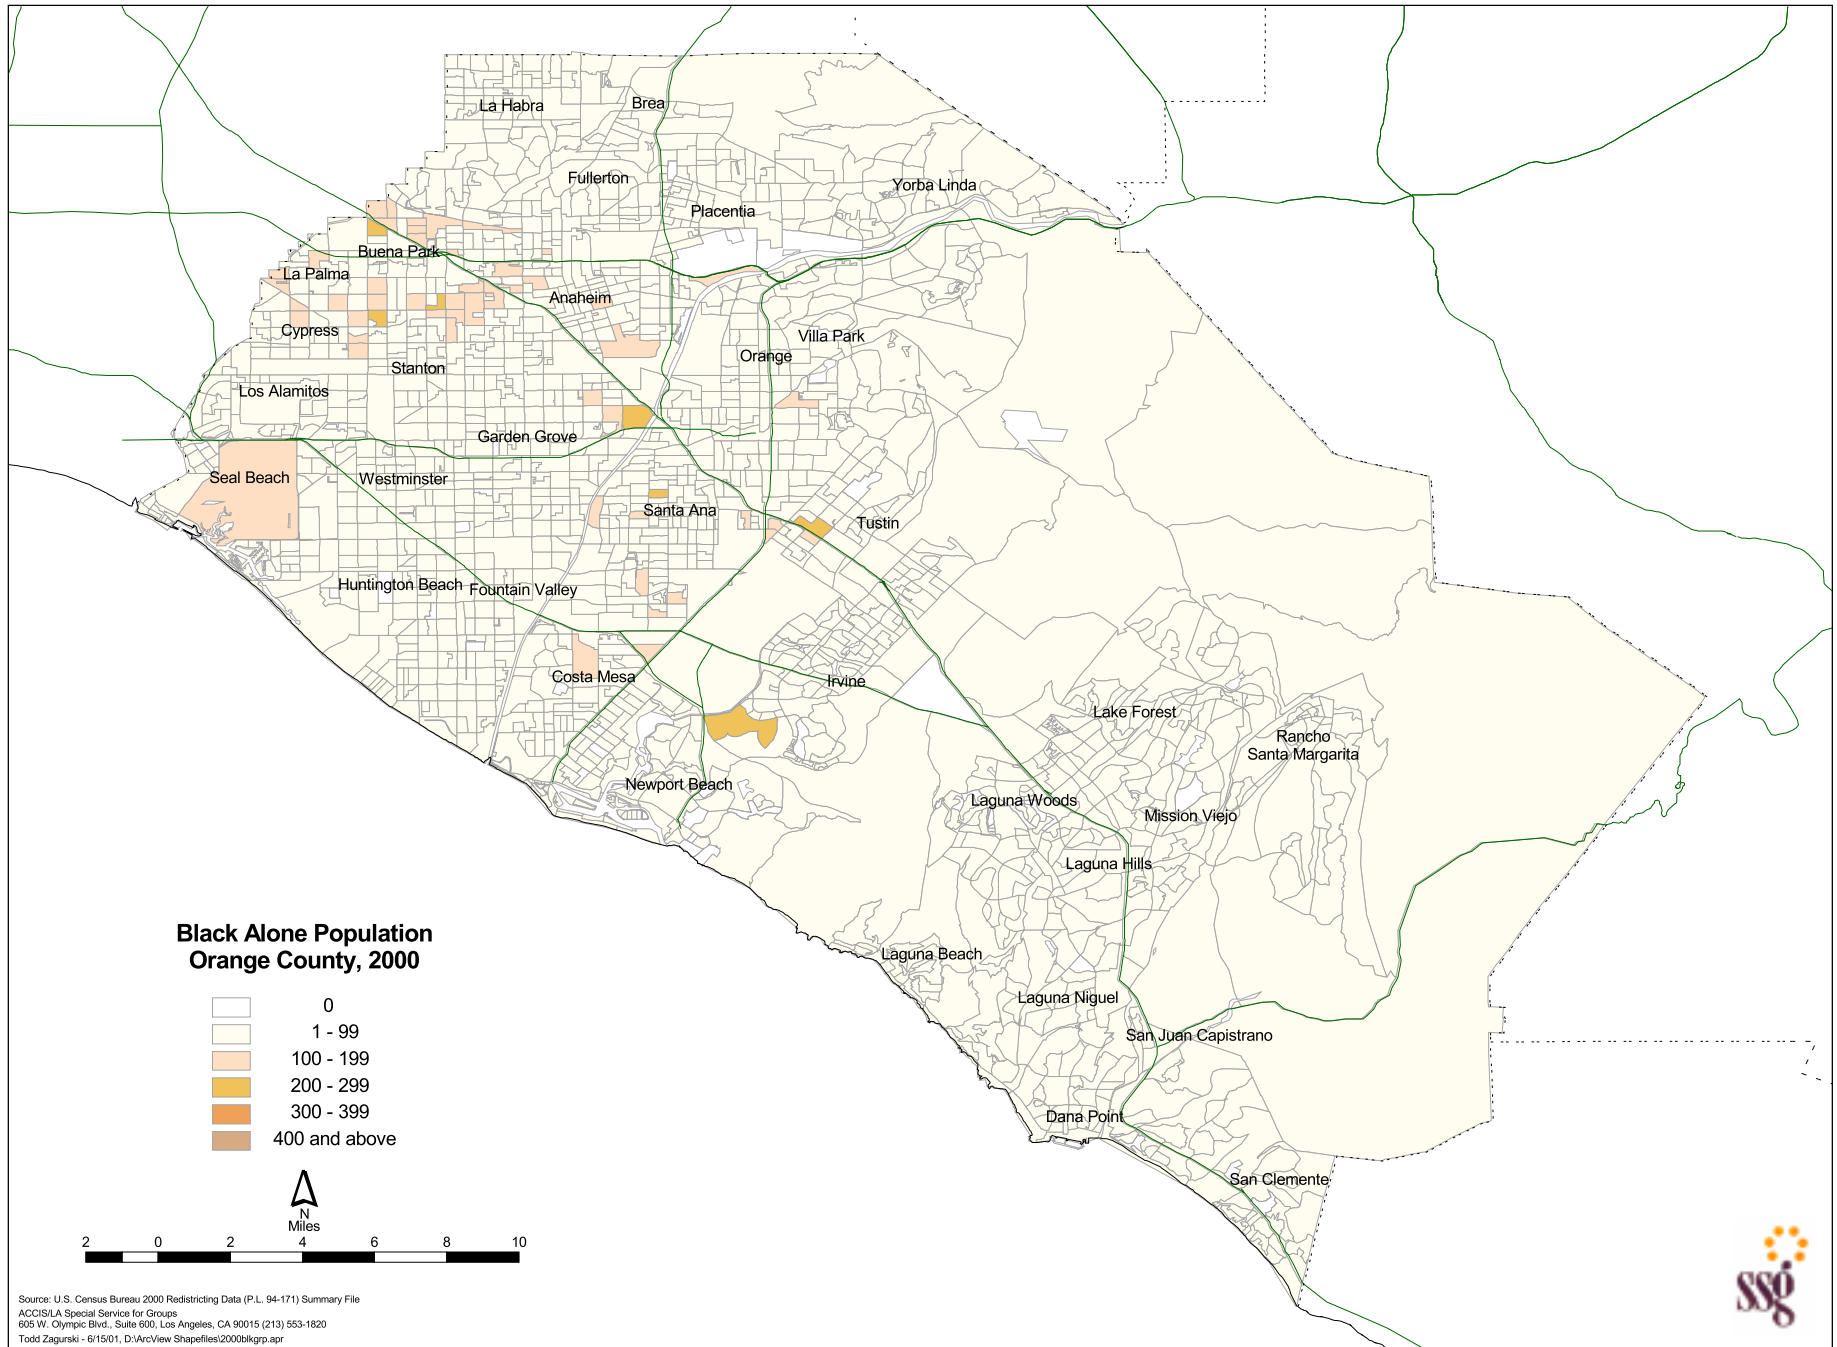 La Habra
Brea
Fullerton
Yorba Linda
Placentia
Buena Park
La Palma
Anaheim
Cypress
Villa Park
Orange
Stanton
Los Alamitos
Garden Grove
Seal Beach
Westminster
Santa Ana
Tustin
Huntington Beach
Fountain Valley
Costa Mesa
Irvine
Lake Forest
Rancho
Santa Margarita
Newport Beach
Laguna Woods
Mission Viejo
Laguna Hills
Laguna Beach
Laguna Niguel
San Juan Capistrano
Dana Point
San Clemente
Black Alone Population
Orange County, 2000
0
1 - 99
100 - 199
200 - 299
300 - 399
400 and above
N
Miles
2 0 2 4 6 8 10
Source: U.S. Census Bureau 2000 Redistricting Data (P.L. 94-171) Summary File
ACCIS/LA Special Service for Groups
605 W. Olympic Blvd., Suite 600, Los Angeles, CA 90015 (213) 553-1820
Todd Zagurski - 6/15/01, D:\ArcView Shapefiles\2000blkgrp.apr
ssg